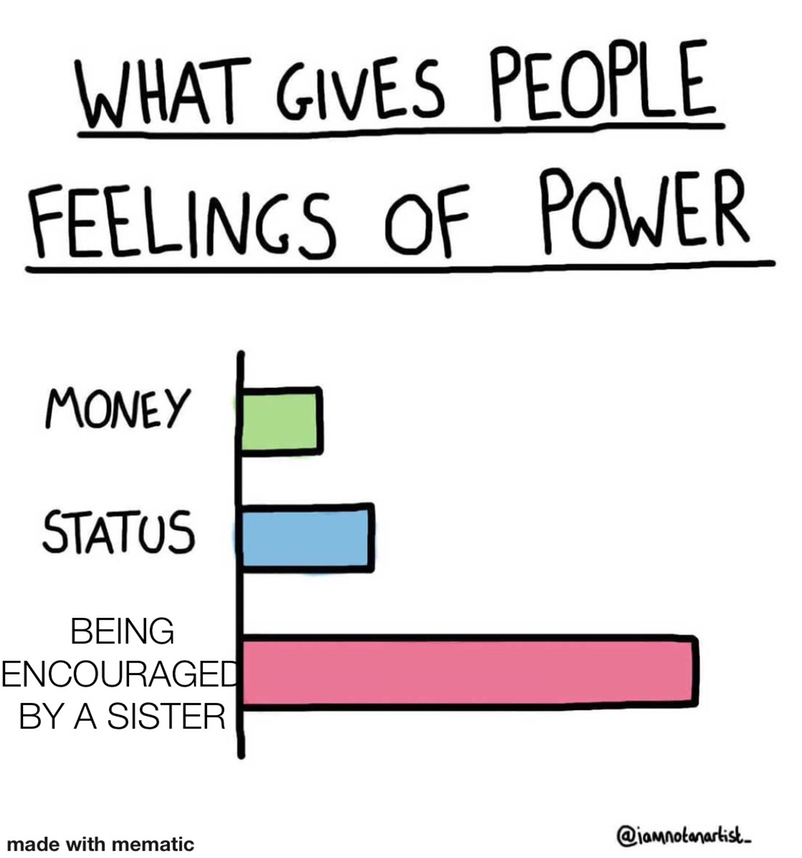 WHAT GIVES PEOPLE
FEELINGS OF POWER
MONEY
STATUS
BEING
ENCOURAGED
BY A SISTER
@iamnotanartist_
made with mematic